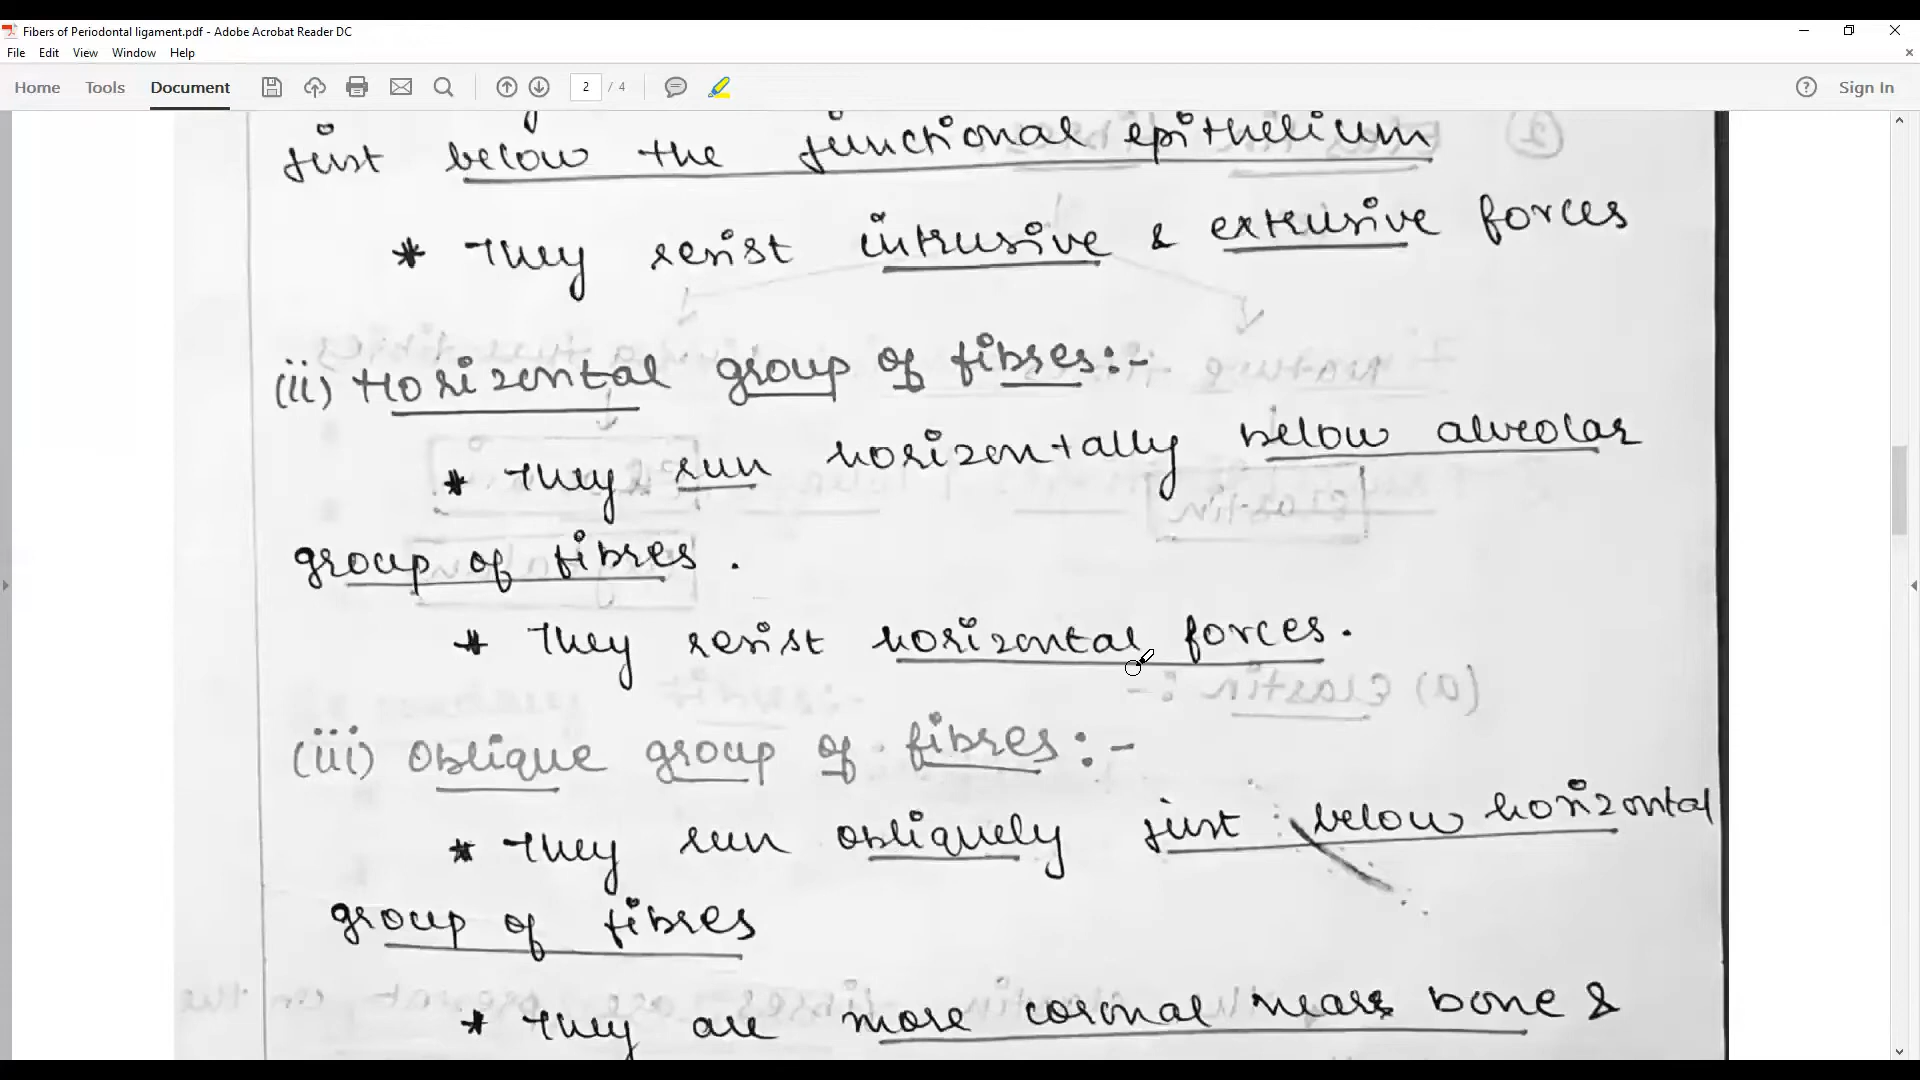 Fibers of Periodontal ligament.pdf - Adobe Acrobat Reader DC
File Edit View Window Help
Home Tools Document 2 / 4 Sign In
just below the junctional epithelium
* They resist intrusive & extrusive forces
(ii) Horizontal group of fibres:-
* They run horizontally below alveolar
group of fibres.
* They resist horizontal forces.
(iii) Oblique group of fibres:-
* They run obliquely just below horizontal
group of fibres
* They are more coronal near bone &